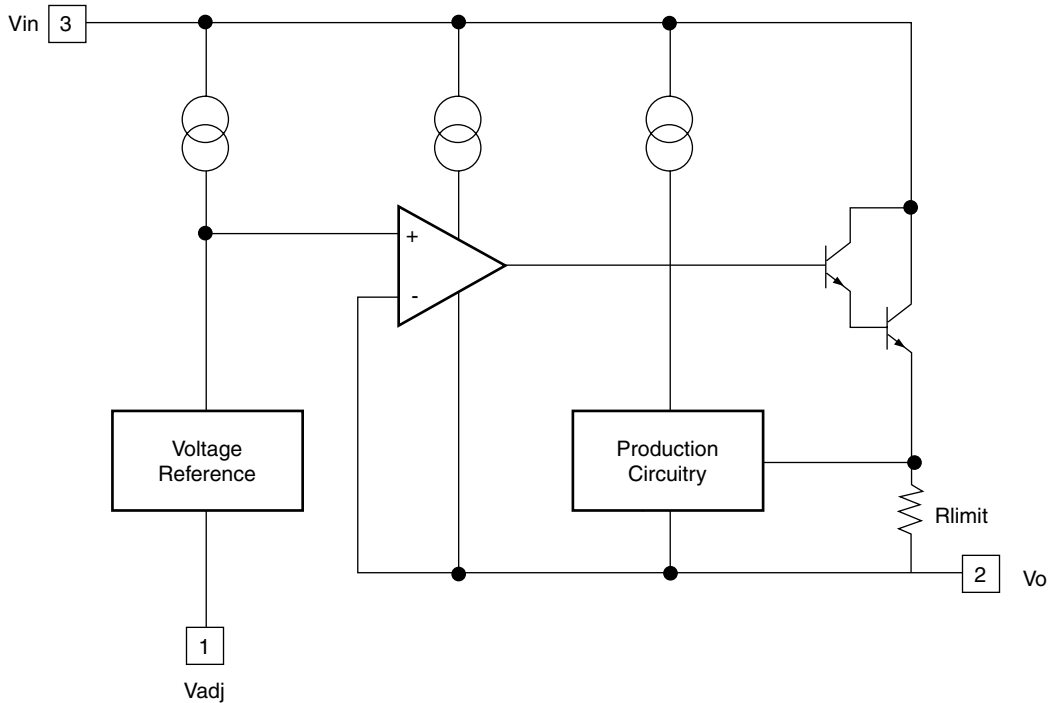 Vin 3
+
-
Voltage
Reference
Production
Circuitry
Rlimit
2 Vo
1
Vadj